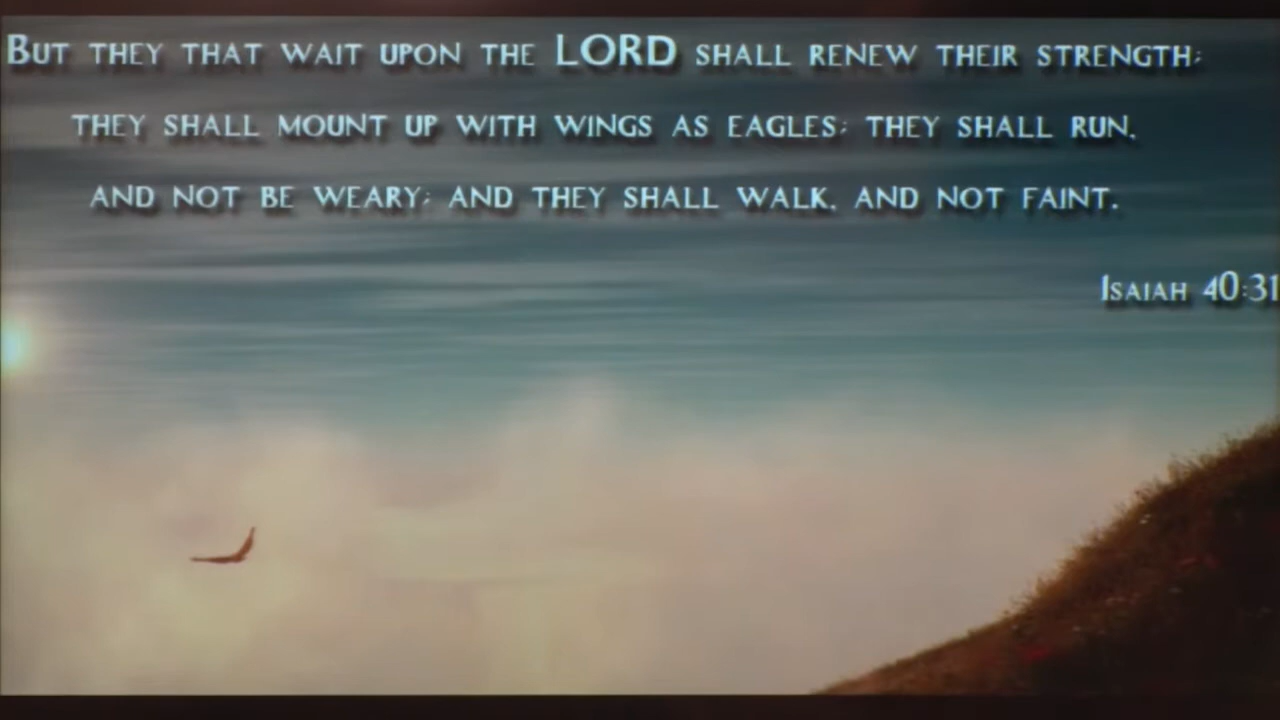 But they that wait upon the LORD shall renew their strength;
they shall mount up with wings as eagles; they shall run,
and not be weary; and they shall walk, and not faint.
Isaiah 40:31